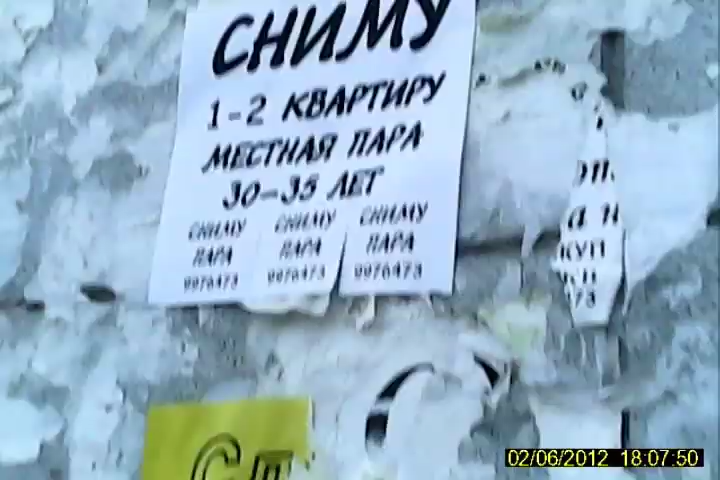 СНИМУ
1-2 КВАРТИРУ
МЕСТНАЯ ПАРА
30-35 ЛЕТ
СНИМУ СНИМУ СНИМУ
ПАРА ПАРА ПАРА
9976473 9976473 9976473
02/06/2012 18:07:50